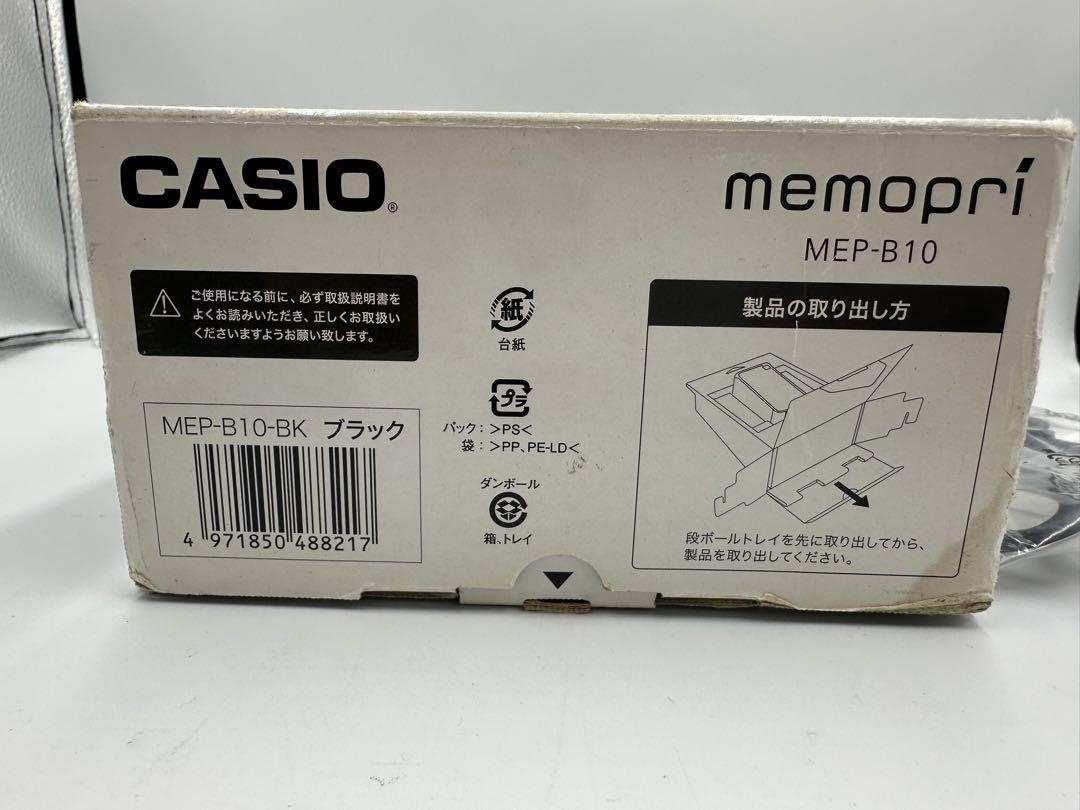 CASIO®
memoprí
MEP-B10
ご使用になる前に、必ず取扱説明書を
よくお読みいただき、正しくお取扱い
くださいますようお願い致します。
MEP-B10-BK ブラック
4 971850 488217
紙
台紙
プラ
パック：>PS<
袋：>PP、PE-LD<
ダンボール
箱、トレイ
製品の取り出し方
段ボールトレイを先に取り出してから、
製品を取り出してください。